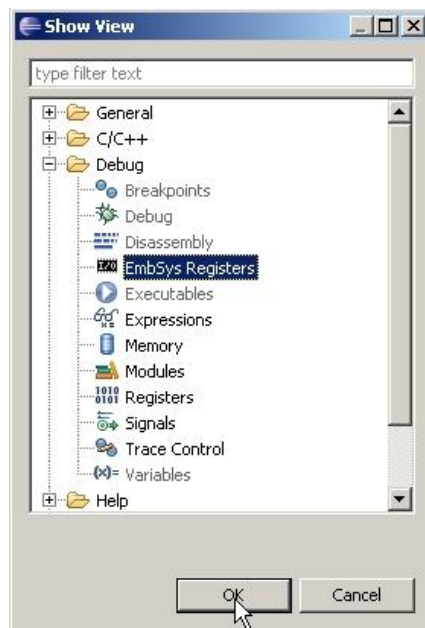 Show View
type filter text
General
C/C++
Debug
Breakpoints
Debug
Disassembly
EmbSys Registers
Executables
Expressions
Memory
Modules
Registers
Signals
Trace Control
(x)= Variables
Help
OK
Cancel